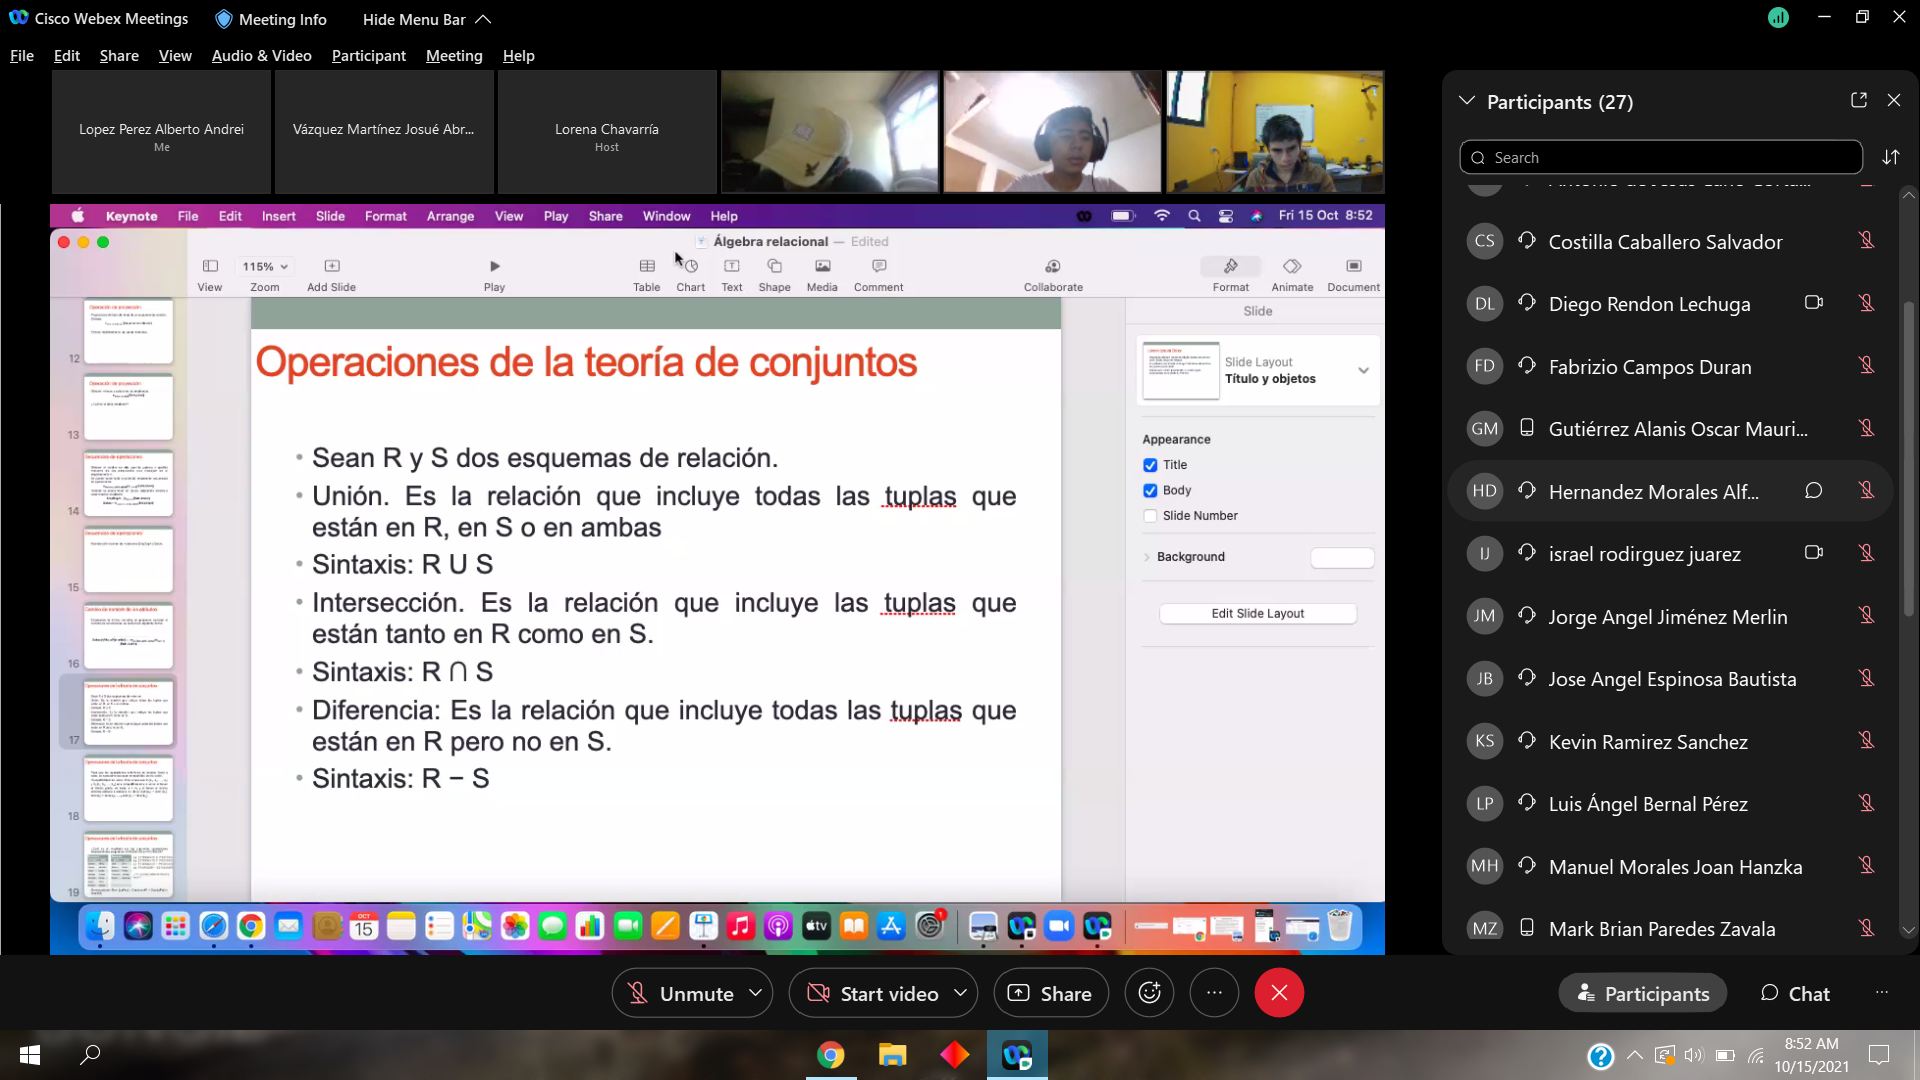 Cisco Webex Meetings
Meeting Info
Hide Menu Bar
File Edit Share View Audio & Video Participant Meeting Help
Lopez Perez Alberto Andrei
Me
Vázquez Martínez Josué Abr...
Lorena Chavarría
Host
Keynote File Edit Insert Slide Format Arrange View Play Share Window Help
Fri 15 Oct 8:52
Álgebra relacional — Edited
115%
View Zoom Add Slide Play Table Chart Text Shape Media Comment Collaborate Format Animate Document
12
13
14
15
16
17
18
19
Operaciones de la teoría de conjuntos
• Sean R y S dos esquemas de relación.
• Unión. Es la relación que incluye todas las tuplas que
están en R, en S o en ambas
• Sintaxis: R U S
• Intersección. Es la relación que incluye las tuplas que
están tanto en R como en S.
• Sintaxis: R ∩ S
• Diferencia: Es la relación que incluye todas las tuplas que
están en R pero no en S.
• Sintaxis: R − S
Slide
Slide Layout
Título y objetos
Appearance
Title
Body
Slide Number
Background
Edit Slide Layout
OCT
15
tv
1
Participants (27)
Search
CS Costilla Caballero Salvador
DL Diego Rendon Lechuga
FD Fabrizio Campos Duran
GM Gutiérrez Alanis Oscar Mauri...
HD Hernandez Morales Alf...
IJ israel rodirguez juarez
JM Jorge Angel Jiménez Merlin
JB Jose Angel Espinosa Bautista
KS Kevin Ramirez Sanchez
LP Luis Ángel Bernal Pérez
MH Manuel Morales Joan Hanzka
MZ Mark Brian Paredes Zavala
Unmute
Start video
Share
Participants
Chat
8:52 AM
10/15/2021